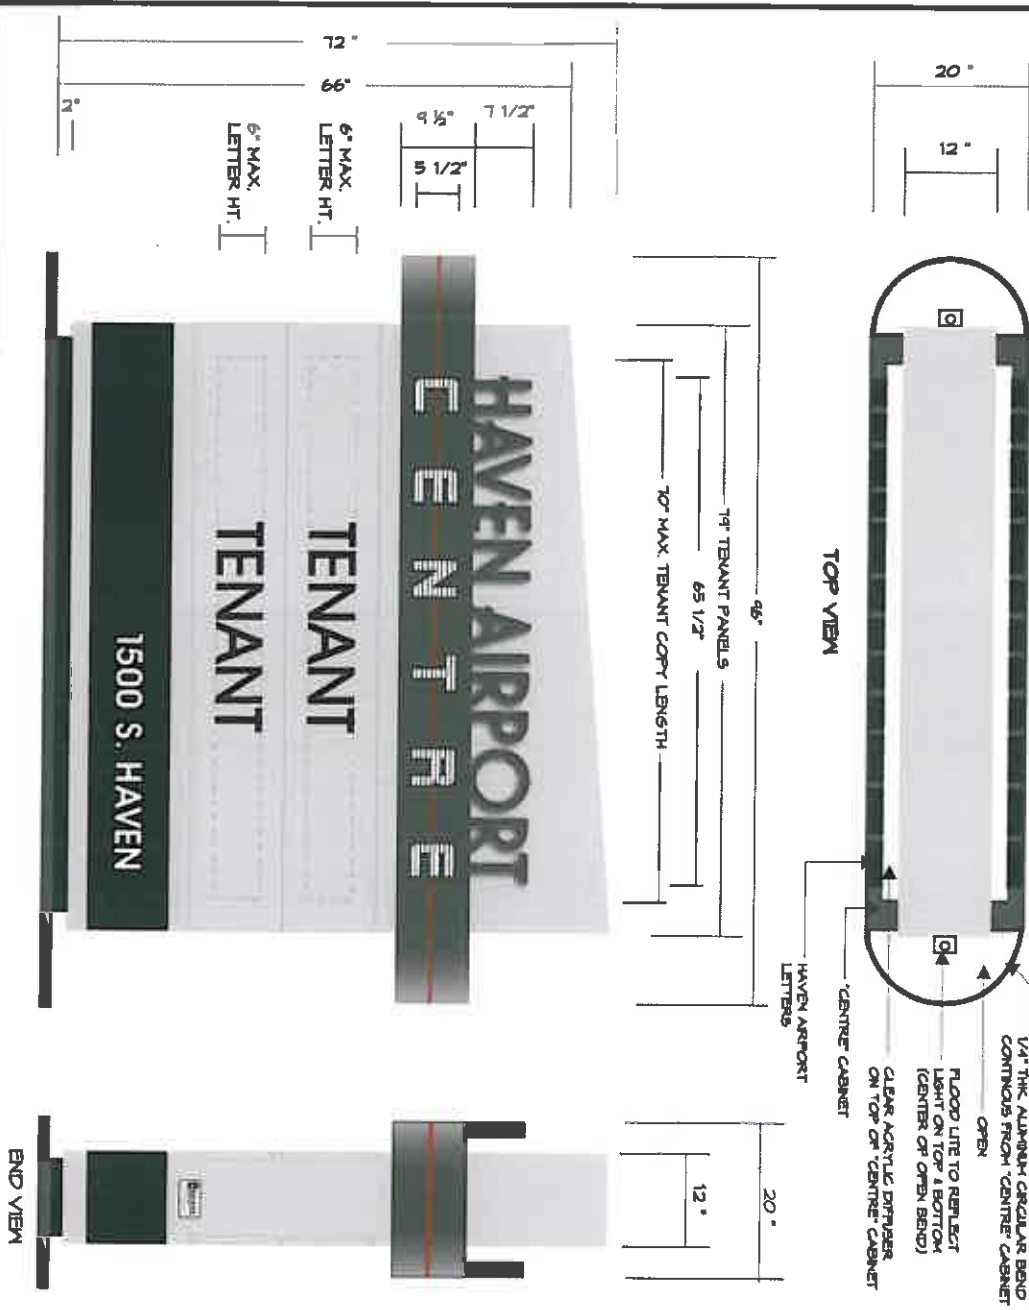 72"
66"
2"
9 ½"
7 1/2"
5 1/2"
6" MAX.
LETTER HT.
6" MAX.
LETTER HT.
96"
79" TENANT PANELS
65 1/2"
70" MAX. TENANT COPY LENGTH
HAVEN AIRPORT
CENTRE
TENANT
TENANT
1500 S. HAVEN
20"
12"
TOP VIEW
1/4" THK. ALUMINUM CIRCULAR BEND
CONTINOUS FROM "CENTRE" CABINET
OPEN
FLOOD LITE TO REFLECT
LIGHT ON TOP & BOTTOM
(CENTER OF OPEN BEND)
CLEAR ACRYLIC DIFFUSER
ON TOP OF "CENTRE" CABINET
"CENTRE" CABINET
HAVEN AIRPORT
LETTERS
20"
12"
END VIEW